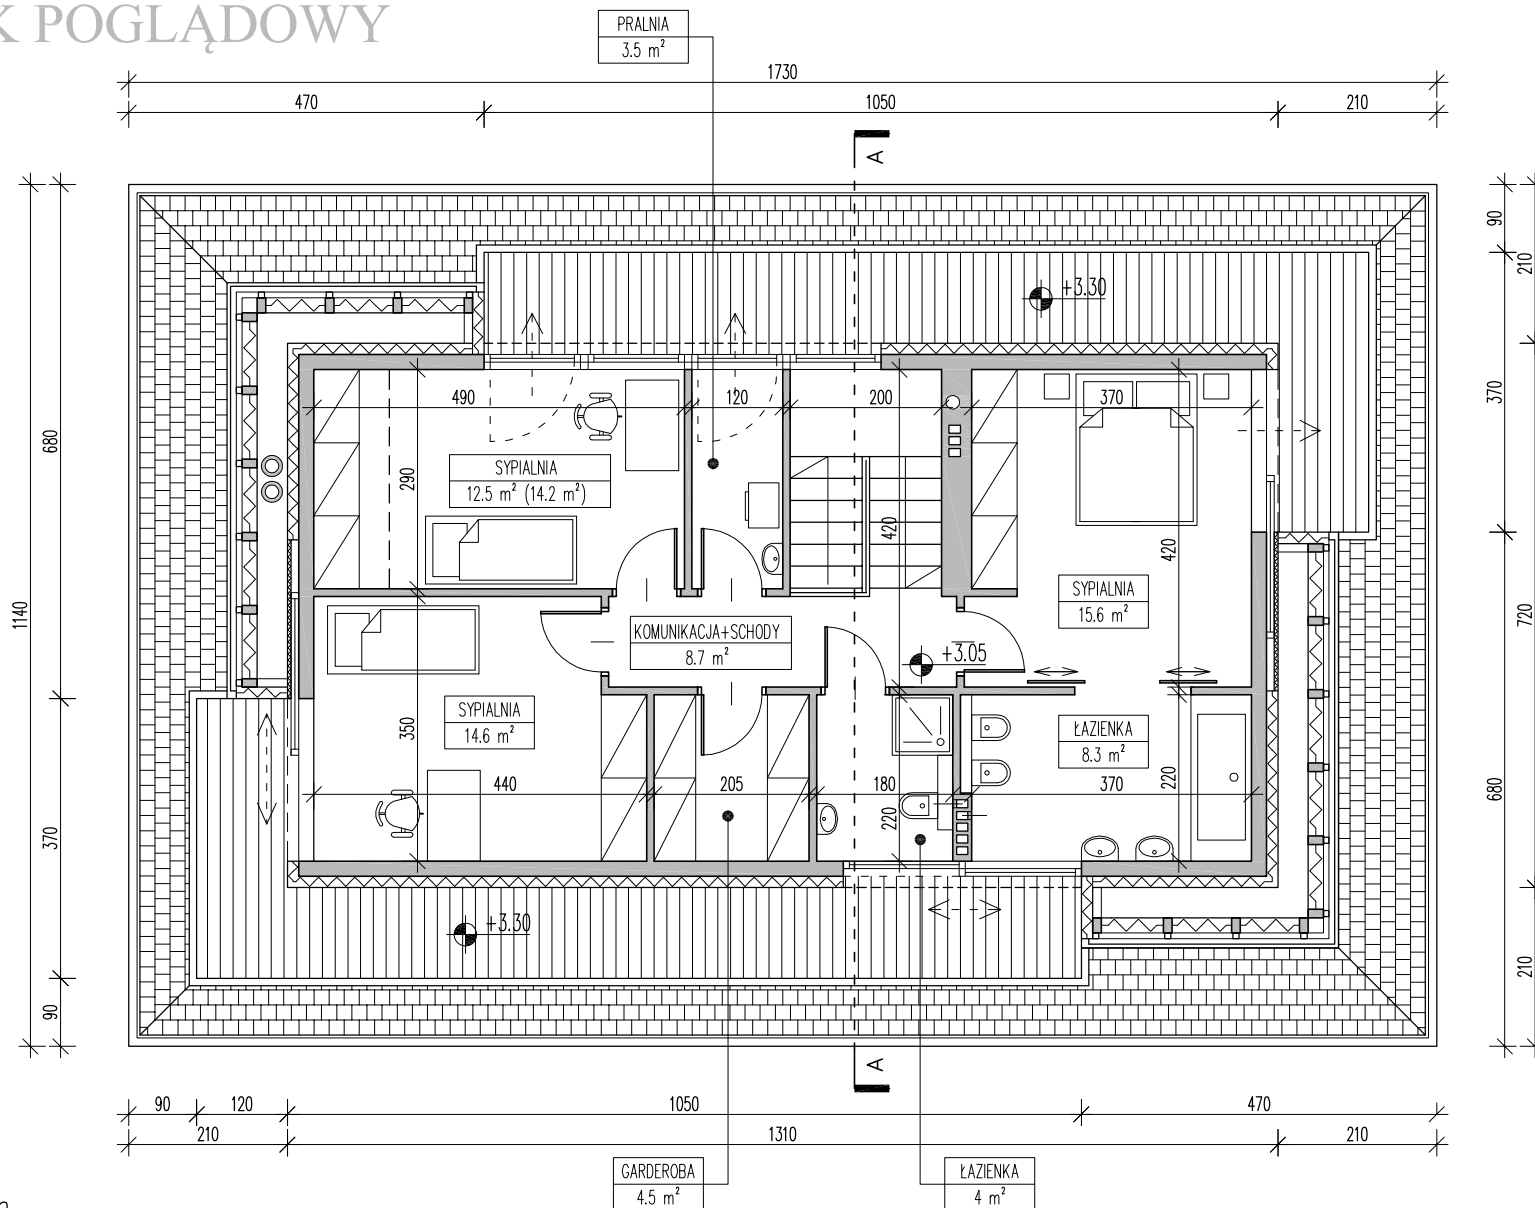 K POGLĄDOWY
PRALNIA
3.5 m²
1730
470
1050
210
A
90
210
370
720
680
210
680
1140
370
90
+3.30
490
120
200
370
290
SYPIALNIA
12.5 m² (14.2 m²)
420
420
SYPIALNIA
15.6 m²
KOMUNIKACJA+SCHODY
8.7 m²
+3.05
SYPIALNIA
14.6 m²
350
ŁAZIENKA
8.3 m²
440
205
180
370
220
220
+3.30
A
90
120
1050
470
210
1310
210
GARDEROBA
4.5 m²
ŁAZIENKA
4 m²